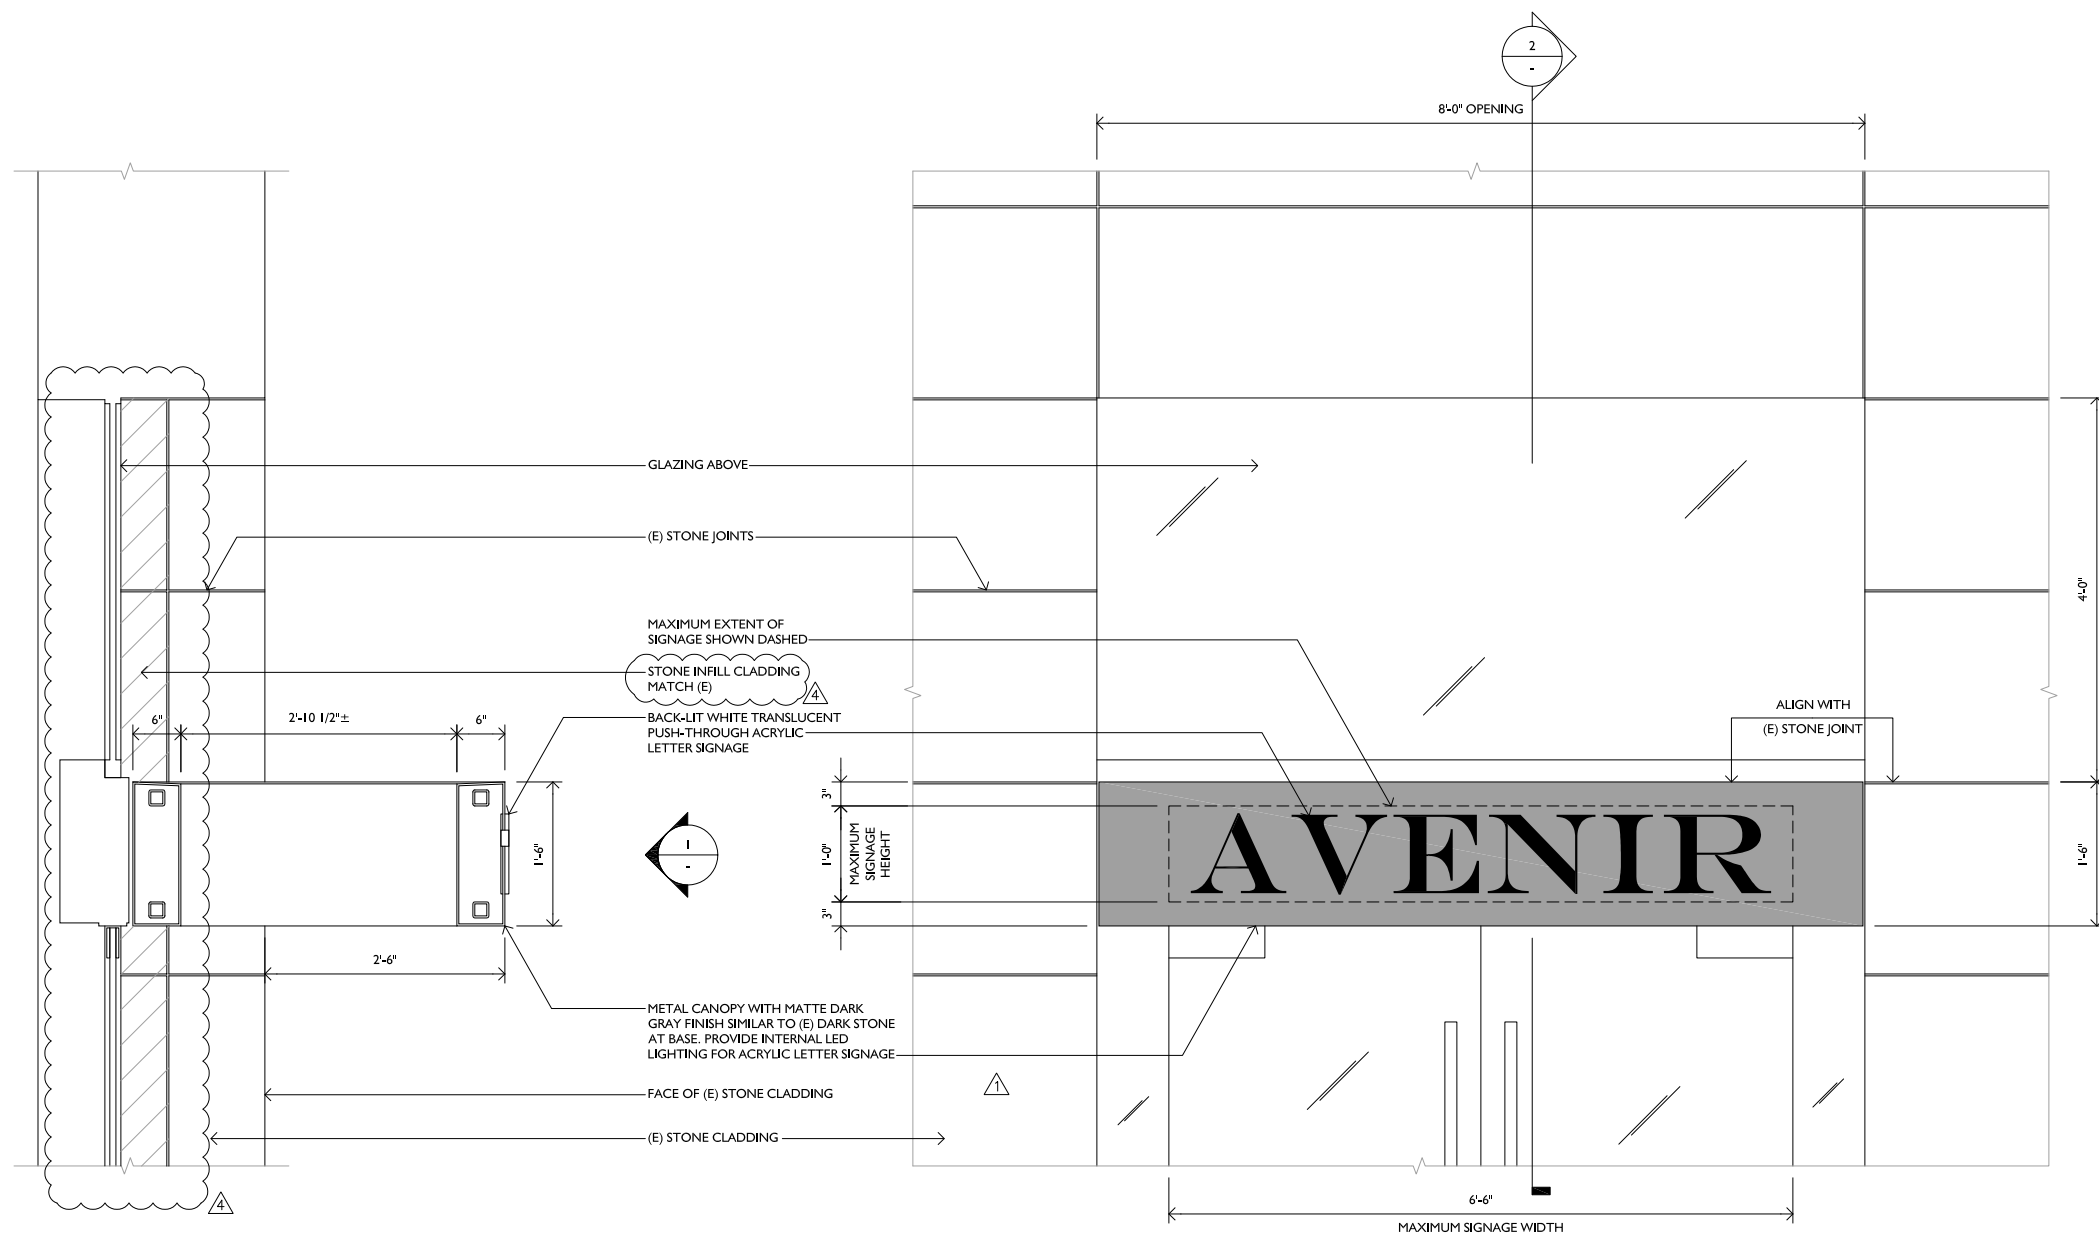 2
-
8'-0" OPENING
GLAZING ABOVE
(E) STONE JOINTS
MAXIMUM EXTENT OF
SIGNAGE SHOWN DASHED
STONE INFILL CLADDING
MATCH (E)
4
BACK-LIT WHITE TRANSLUCENT
PUSH-THROUGH ACRYLIC
LETTER SIGNAGE
6"
2'-10 1/2"±
6"
1'-6"
2'-6"
1
-
3"
1'-0"
MAXIMUM
SIGNAGE
HEIGHT
3"
ALIGN WITH
(E) STONE JOINT
4'-0"
1'-6"
AVENIR
METAL CANOPY WITH MATTE DARK
GRAY FINISH SIMILAR TO (E) DARK STONE
AT BASE. PROVIDE INTERNAL LED
LIGHTING FOR ACRYLIC LETTER SIGNAGE
1
FACE OF (E) STONE CLADDING
(E) STONE CLADDING
4
6'-6"
MAXIMUM SIGNAGE WIDTH